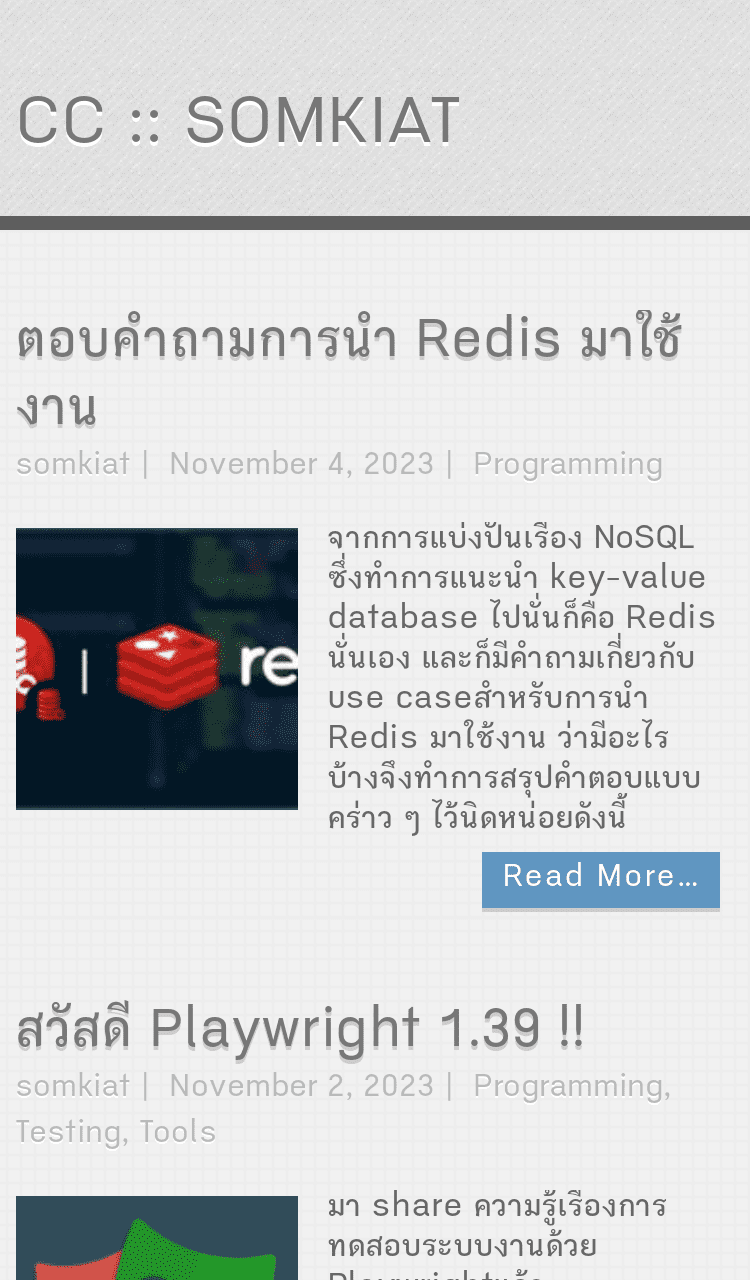 CC :: SOMKIAT
ตอบคำถามการนำ Redis มาใช้
งาน
somkiat | November 4, 2023 | Programming
จากการแบ่งปันเรื่อง NoSQL
ซึ่งทำการแนะนำ key-value
database ไปนั่นก็คือ Redis
นั่นเอง และก็มีคำถามเกี่ยวกับ
use caseสำหรับการนำ
Redis มาใช้งาน ว่ามีอะไร
บ้างจึงทำการสรุปคำตอบแบบ
คร่าว ๆ ไว้นิดหน่อยดังนี้
| re
Read More...
สวัสดี Playwright 1.39 !!
somkiat | November 2, 2023 | Programming,
Testing, Tools
มา share ความรู้เรื่องการ
ทดสอบระบบงานด้วย